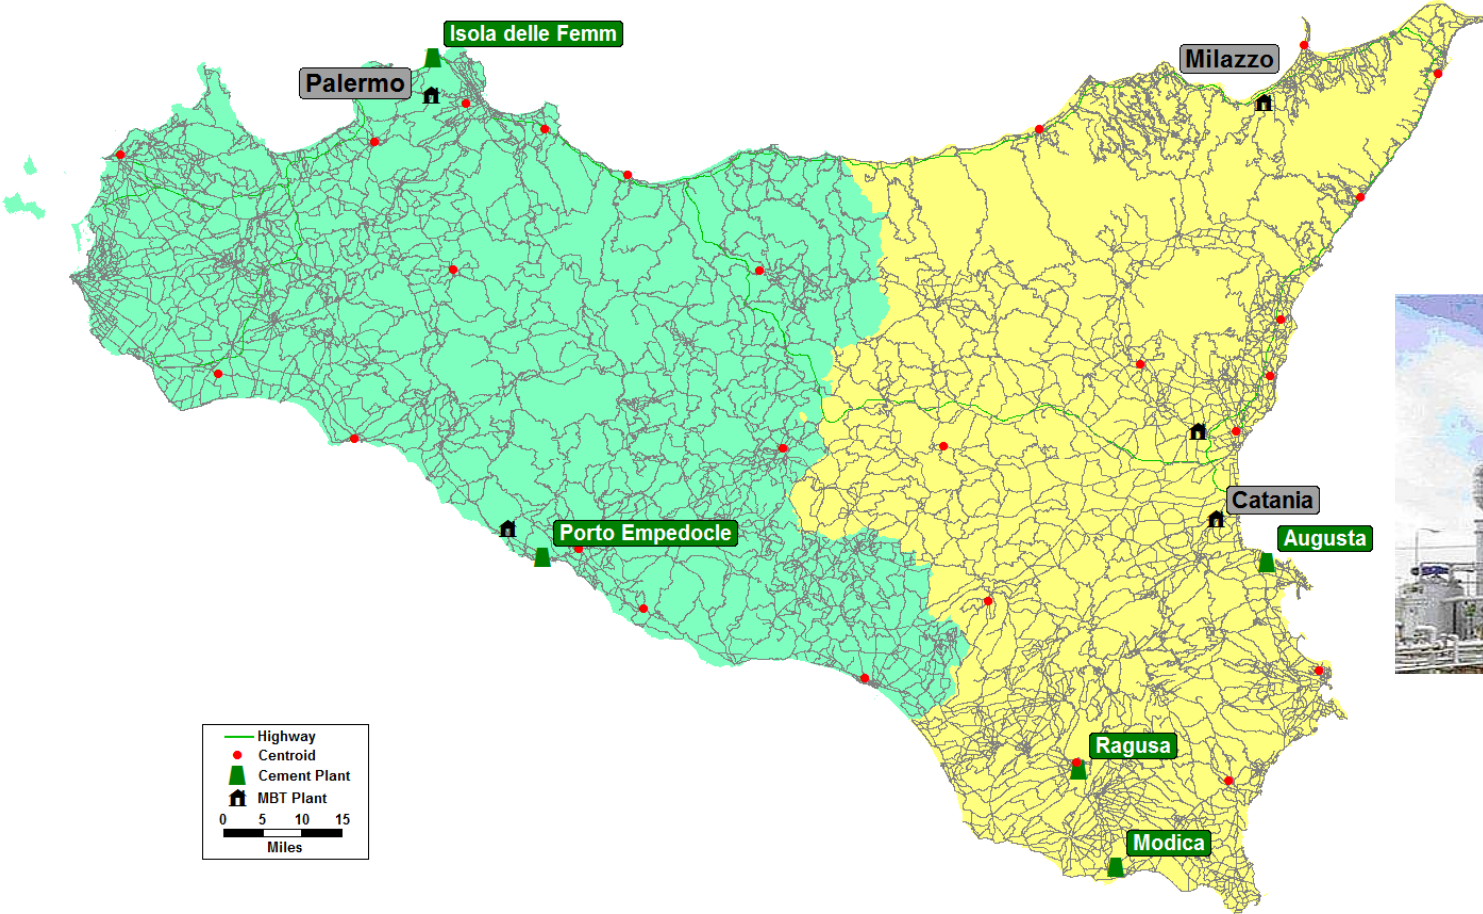 Isola delle Femm
Palermo
Milazzo
Porto Empedocle
Catania
Augusta
Ragusa
Modica
Highway
Centroid
Cement Plant
MBT Plant
0 5 10 15
Miles